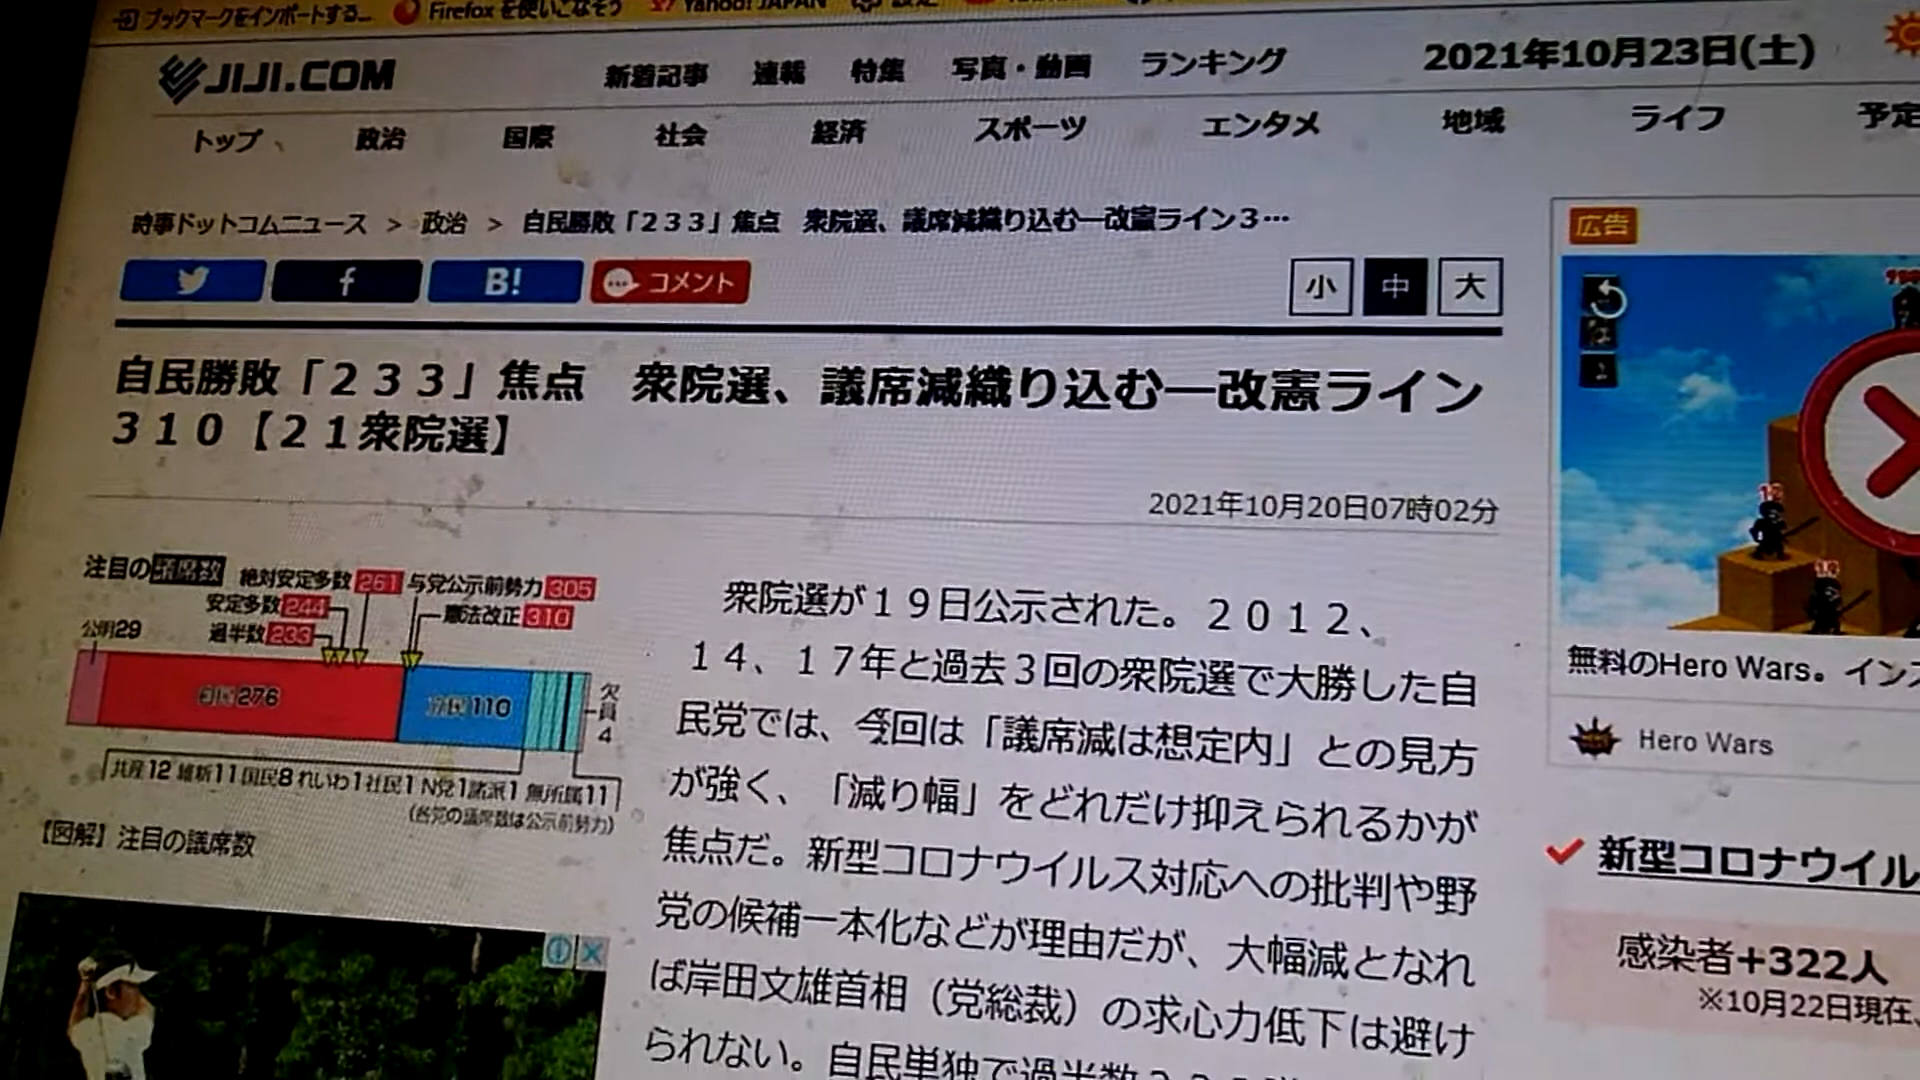 ブックマークをインポートする...
Firefox を使いこなそう
Yahoo! JAPAN
JIJI.COM
新着記事 連載 特集 写真・動画 ランキング
2021年10月23日(土)
トップ 政治 国際 社会 経済 スポーツ エンタメ 地域 ライフ 予定
時事ドットコムニュース > 政治 > 自民勝敗「２３３」焦点 衆院選、議席減織り込む―改憲ライン３…
B!
コメント
小 中 大
広告
自民勝敗「２３３」焦点 衆院選、議席減織り込む―改憲ライン
３１０【２１衆院選】
2021年10月20日07時02分
注目の議席数
絶対安定多数 261
与党公示前勢力 305
安定多数 244
憲法改正 310
過半数 233
公明29
自民276
立民110
欠員4
共産12 維新11 国民8 れいわ1 社民1 N党1 諸派1 無所属11
(各党の議席数は公示前勢力)
【図解】注目の議席数
衆院選が１９日公示された。２０１２、
１４、１７年と過去３回の衆院選で大勝した自
民党では、今回は「議席減は想定内」との見方
が強く、「減り幅」をどれだけ抑えられるかが
焦点だ。新型コロナウイルス対応への批判や野
党の候補一本化などが理由だが、大幅減となれ
ば岸田文雄首相（党総裁）の求心力低下は避け
られない。自民単独で過半数
無料のHero Wars。インス
Hero Wars
新型コロナウイル
感染者+322人
※10月22日現在、